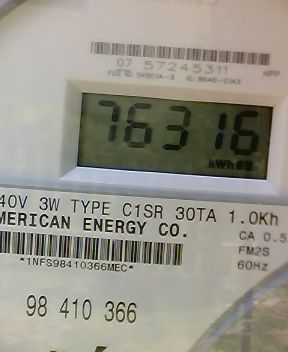 07 57245311
76316
kWh
40V 3W TYPE C1SR 30TA 1.0Kh
MERICAN ENERGY CO.
CA 0.5
FM2S
60Hz
*1NFS98410366MEC*
98 410 366